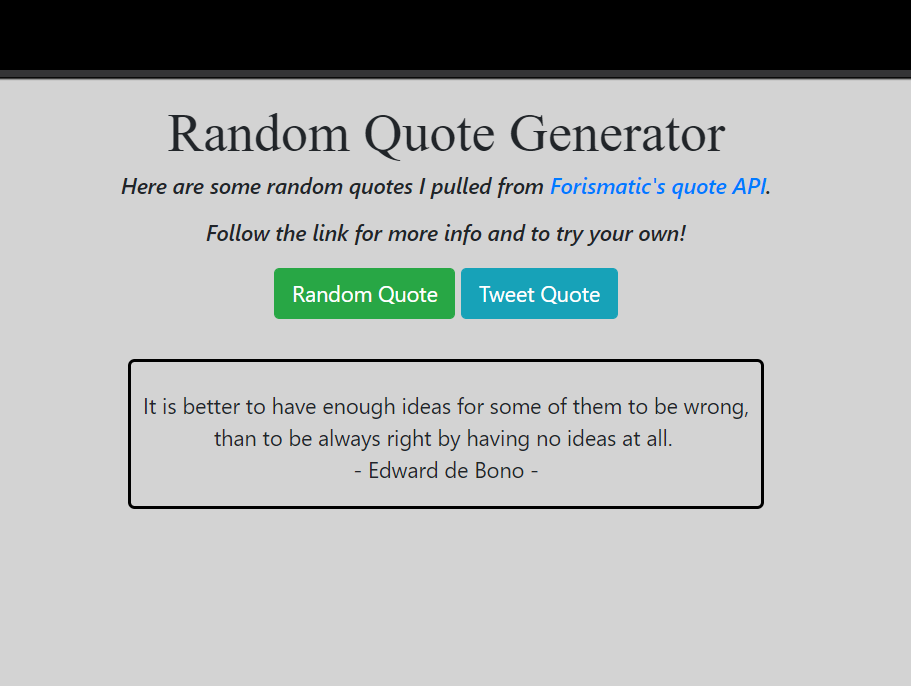 Random Quote Generator
Here are some random quotes I pulled from Forismatic's quote API.
Follow the link for more info and to try your own!
Random Quote Tweet Quote
It is better to have enough ideas for some of them to be wrong,
than to be always right by having no ideas at all.
- Edward de Bono -